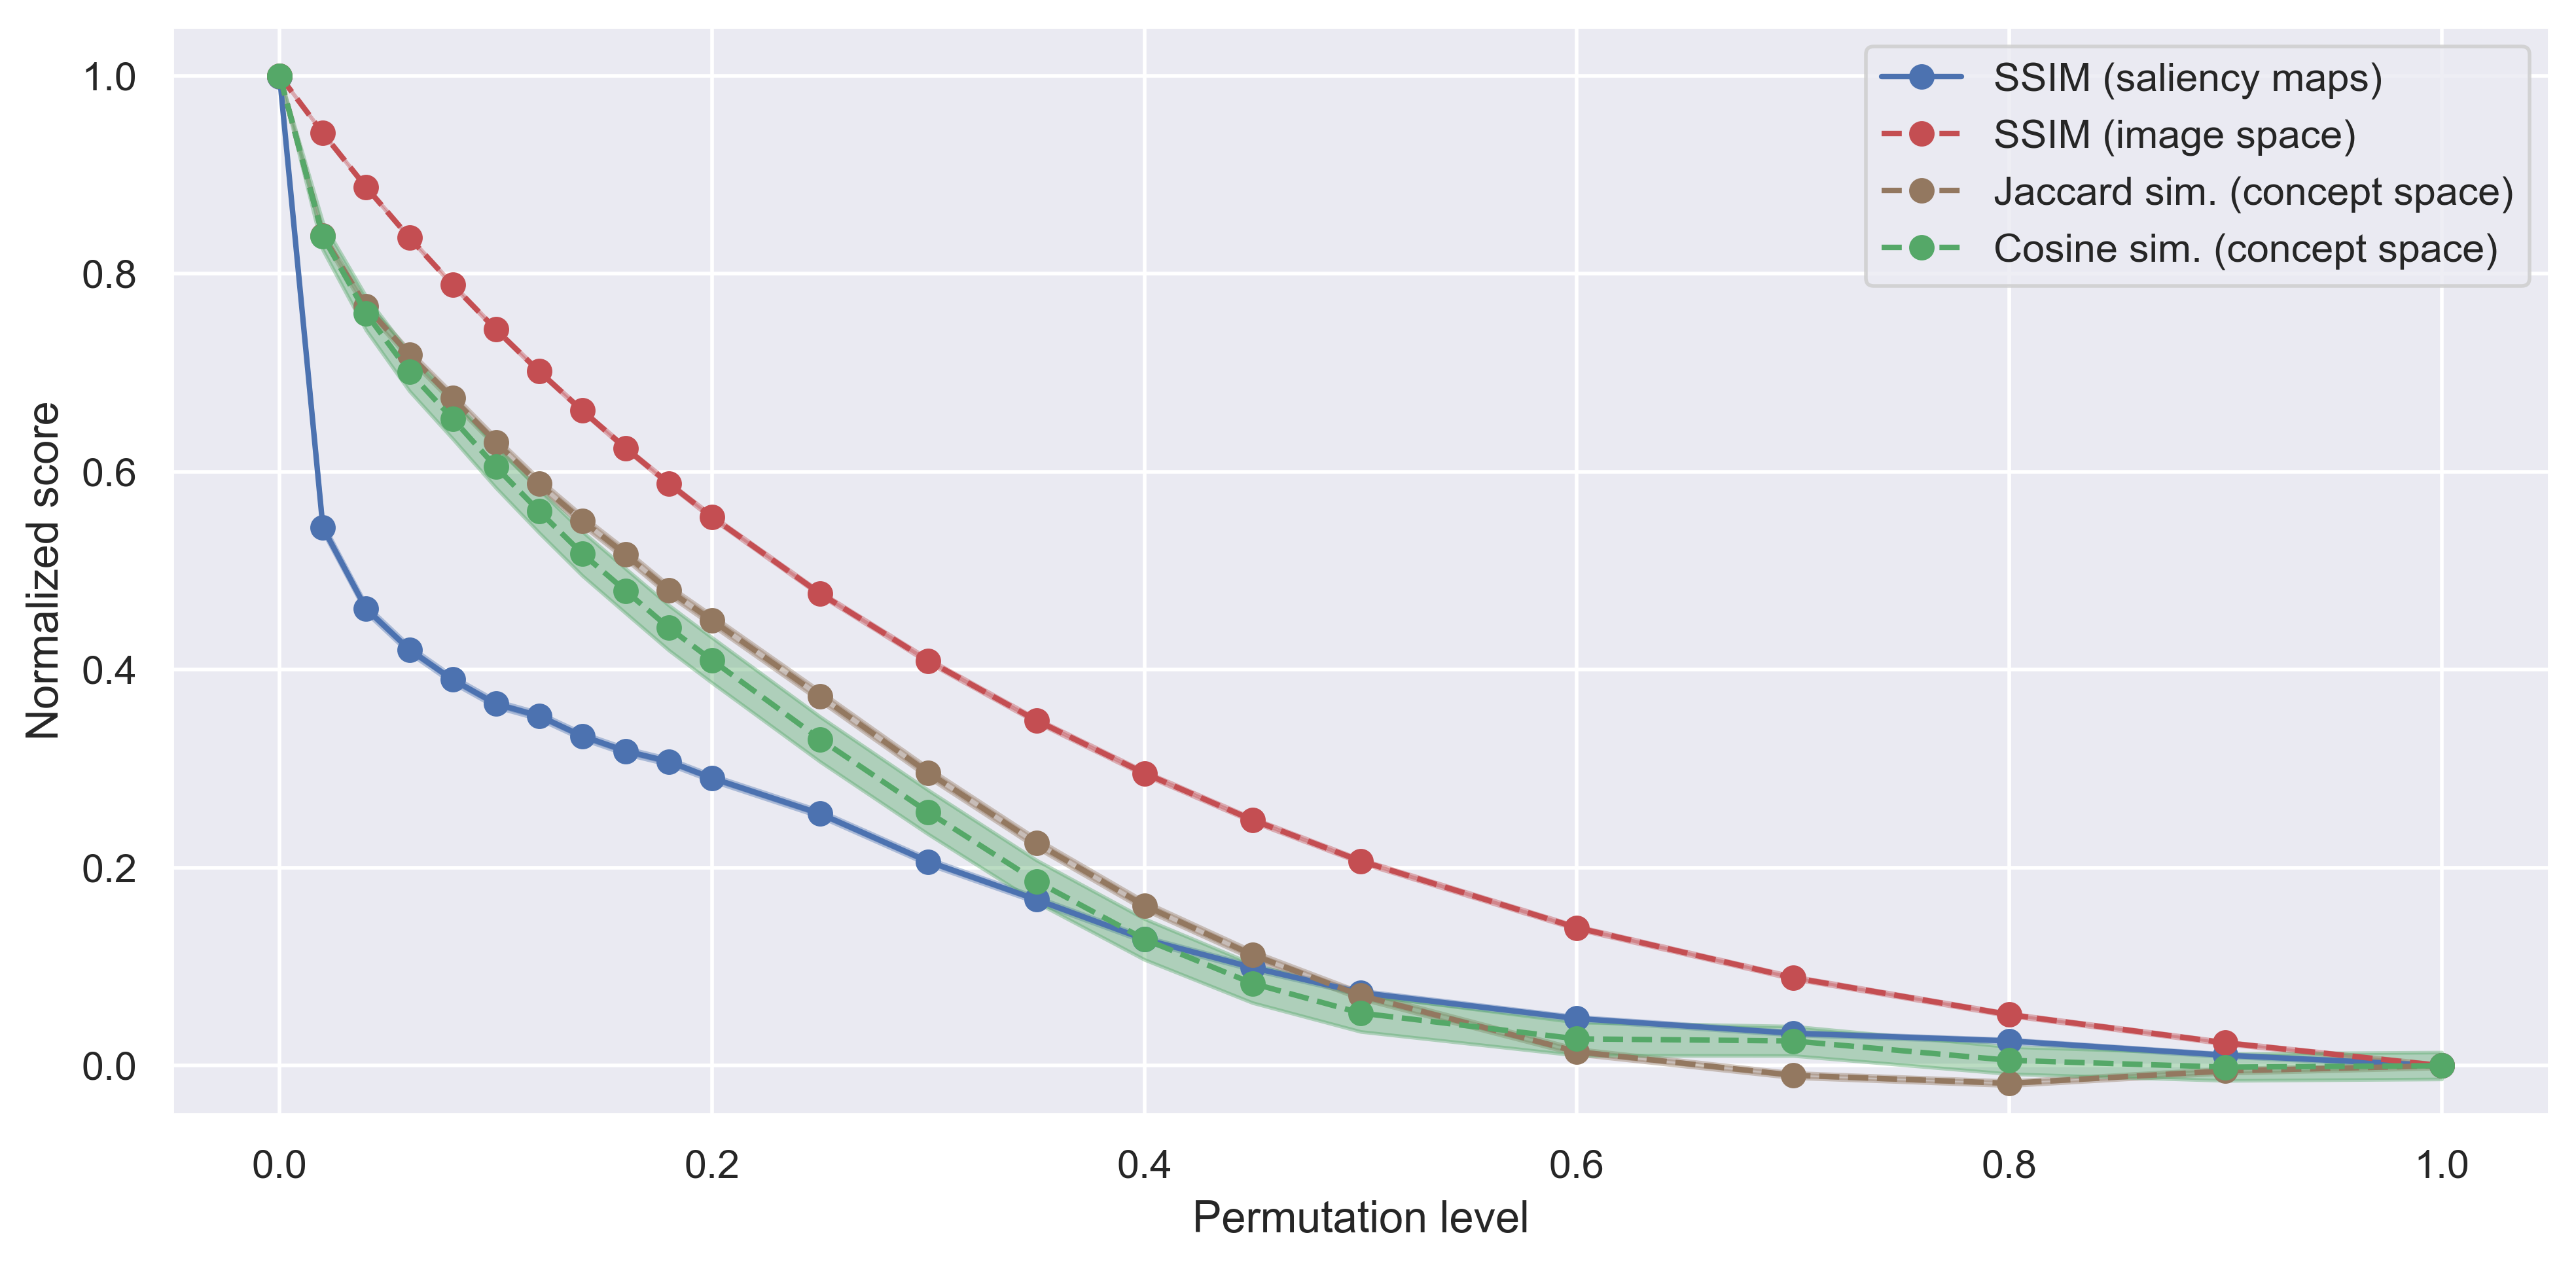 SSIM (saliency maps)
SSIM (image space)
Jaccard sim. (concept space)
Cosine sim. (concept space)
Normalized score
1.0
0.8
0.6
0.4
0.2
0.0
0.0 0.2 0.4 0.6 0.8 1.0
Permutation level